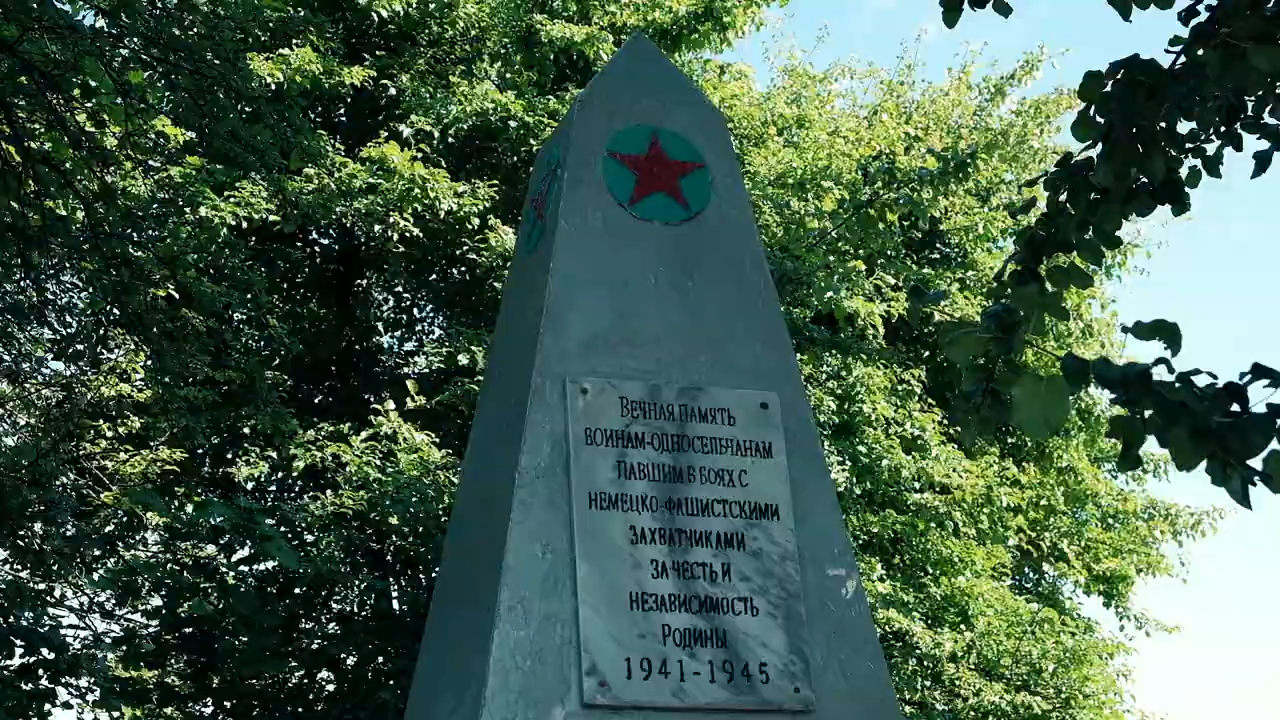 Вечная память
воинам-односельчанам
павшим в боях с
немецко-фашистскими
захватчиками
за честь и
независимость
Родины
1941-1945